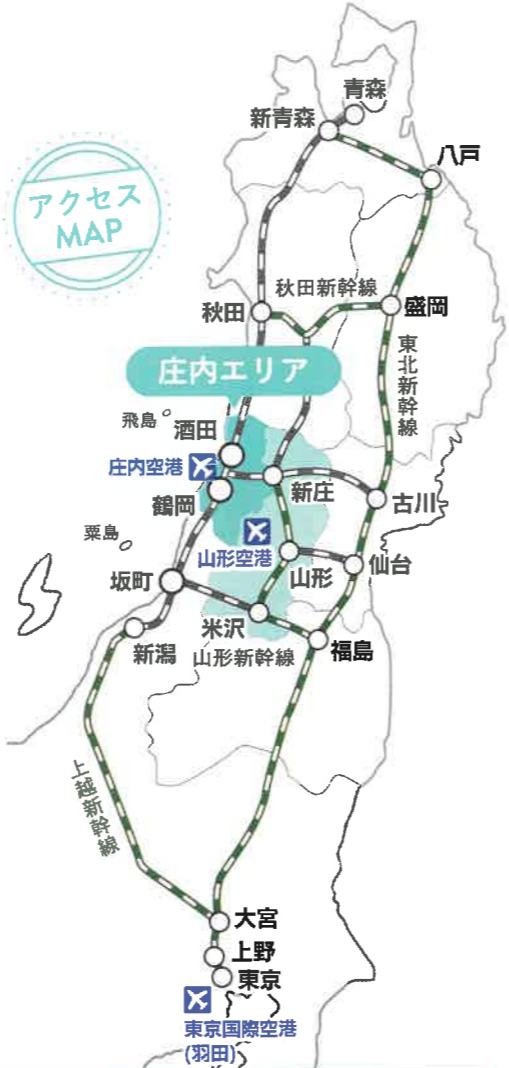 青森
新青森
八戸
アクセス
MAP
秋田新幹線
秋田
盛岡
東北新幹線
庄内エリア
飛島
酒田
庄内空港
新庄
鶴岡
古川
粟島
山形空港
山形
仙台
坂町
米沢
新潟
山形新幹線
福島
上越新幹線
大宮
上野
東京
東京国際空港
(羽田)